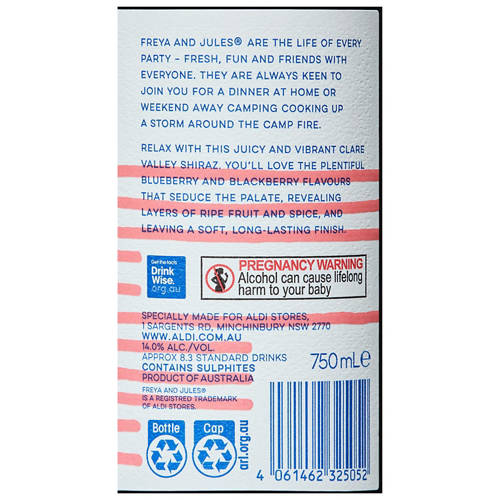 FREYA AND JULES® ARE THE LIFE OF EVERY
PARTY – FRESH, FUN AND FRIENDS WITH
EVERYONE. THEY ARE ALWAYS KEEN TO
JOIN YOU FOR A DINNER AT HOME OR
WEEKEND AWAY CAMPING COOKING UP
A STORM AROUND THE CAMP FIRE.
RELAX WITH THIS JUICY AND VIBRANT CLARE
VALLEY SHIRAZ. YOU'LL LOVE THE PLENTIFUL
BLUEBERRY AND BLACKBERRY FLAVOURS
THAT SEDUCE THE PALATE, REVEALING
LAYERS OF RIPE FRUIT AND SPICE, AND
LEAVING A SOFT, LONG-LASTING FINISH.
Get the facts
Drink
Wise.
org.au
PREGNANCY WARNING
Alcohol can cause lifelong
harm to your baby
SPECIALLY MADE FOR ALDI STORES,
1 SARGENTS RD, MINCHINBURY NSW 2770
WWW.ALDI.COM.AU
14.0% ALC./VOL.
APPROX 8.3 STANDARD DRINKS
CONTAINS SULPHITES
PRODUCT OF AUSTRALIA
750mLe
FREYA AND JULES®
IS A REGISTRED TRADEMARK
OF ALDI STORES.
Bottle
Cap
arl.org.au
4 061462 325052